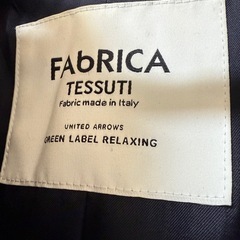 FAbRICA
TESSUTI
Fabric made in Italy
UNITED ARROWS
GREEN LABEL RELAXING